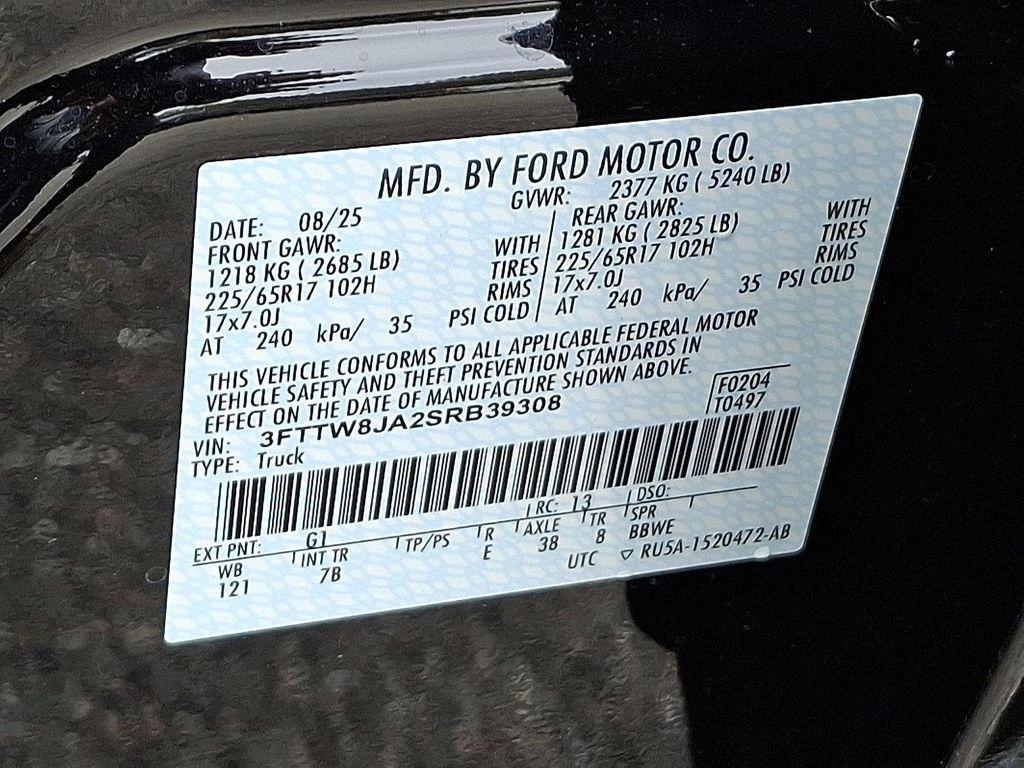 MFD. BY FORD MOTOR CO.
DATE: 08/25 GVWR: 2377 KG ( 5240 LB)
FRONT GAWR: REAR GAWR:
1218 KG ( 2685 LB) WITH 1281 KG ( 2825 LB) WITH
225/65R17 102H TIRES 225/65R17 102H TIRES
17x7.0J RIMS 17x7.0J RIMS
AT 240 kPa/ 35 PSI COLD AT 240 kPa/ 35 PSI COLD
THIS VEHICLE CONFORMS TO ALL APPLICABLE FEDERAL MOTOR
VEHICLE SAFETY AND THEFT PREVENTION STANDARDS IN
EFFECT ON THE DATE OF MANUFACTURE SHOWN ABOVE.
VIN: 3FTTW8JA2SRB39308 F0204
TYPE: Truck T0497
EXT PNT: G1 RC: 13 DSO:
WB INT TR TP/PS R AXLE TR SPR
121 7B E 38 8 BBWE
UTC ▽ RU5A-1520472-AB